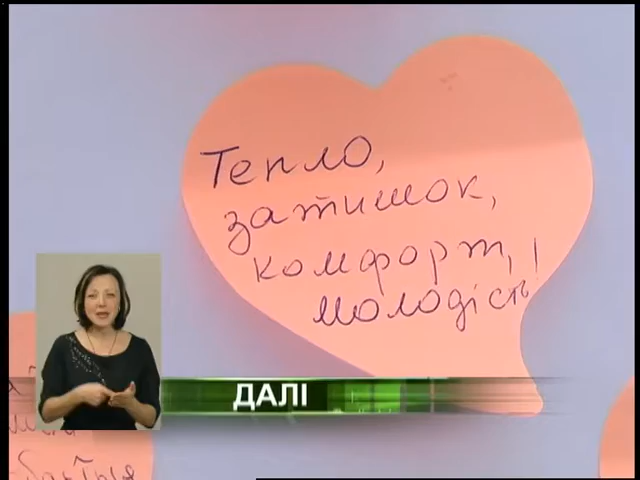 Тепло,
затишок,
комфорт,
молодість!
ДАЛІ